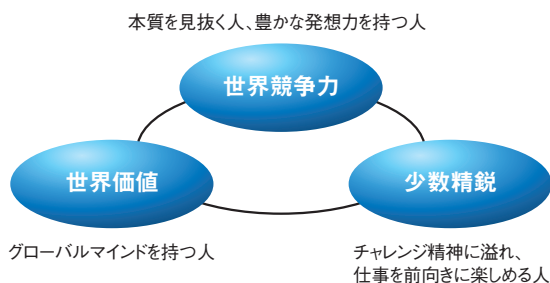 本質を見抜く人、豊かな発想力を持つ人
世界競争力
世界価値
少数精鋭
グローバルマインドを持つ人
チャレンジ精神に溢れ、
仕事を前向きに楽しめる人